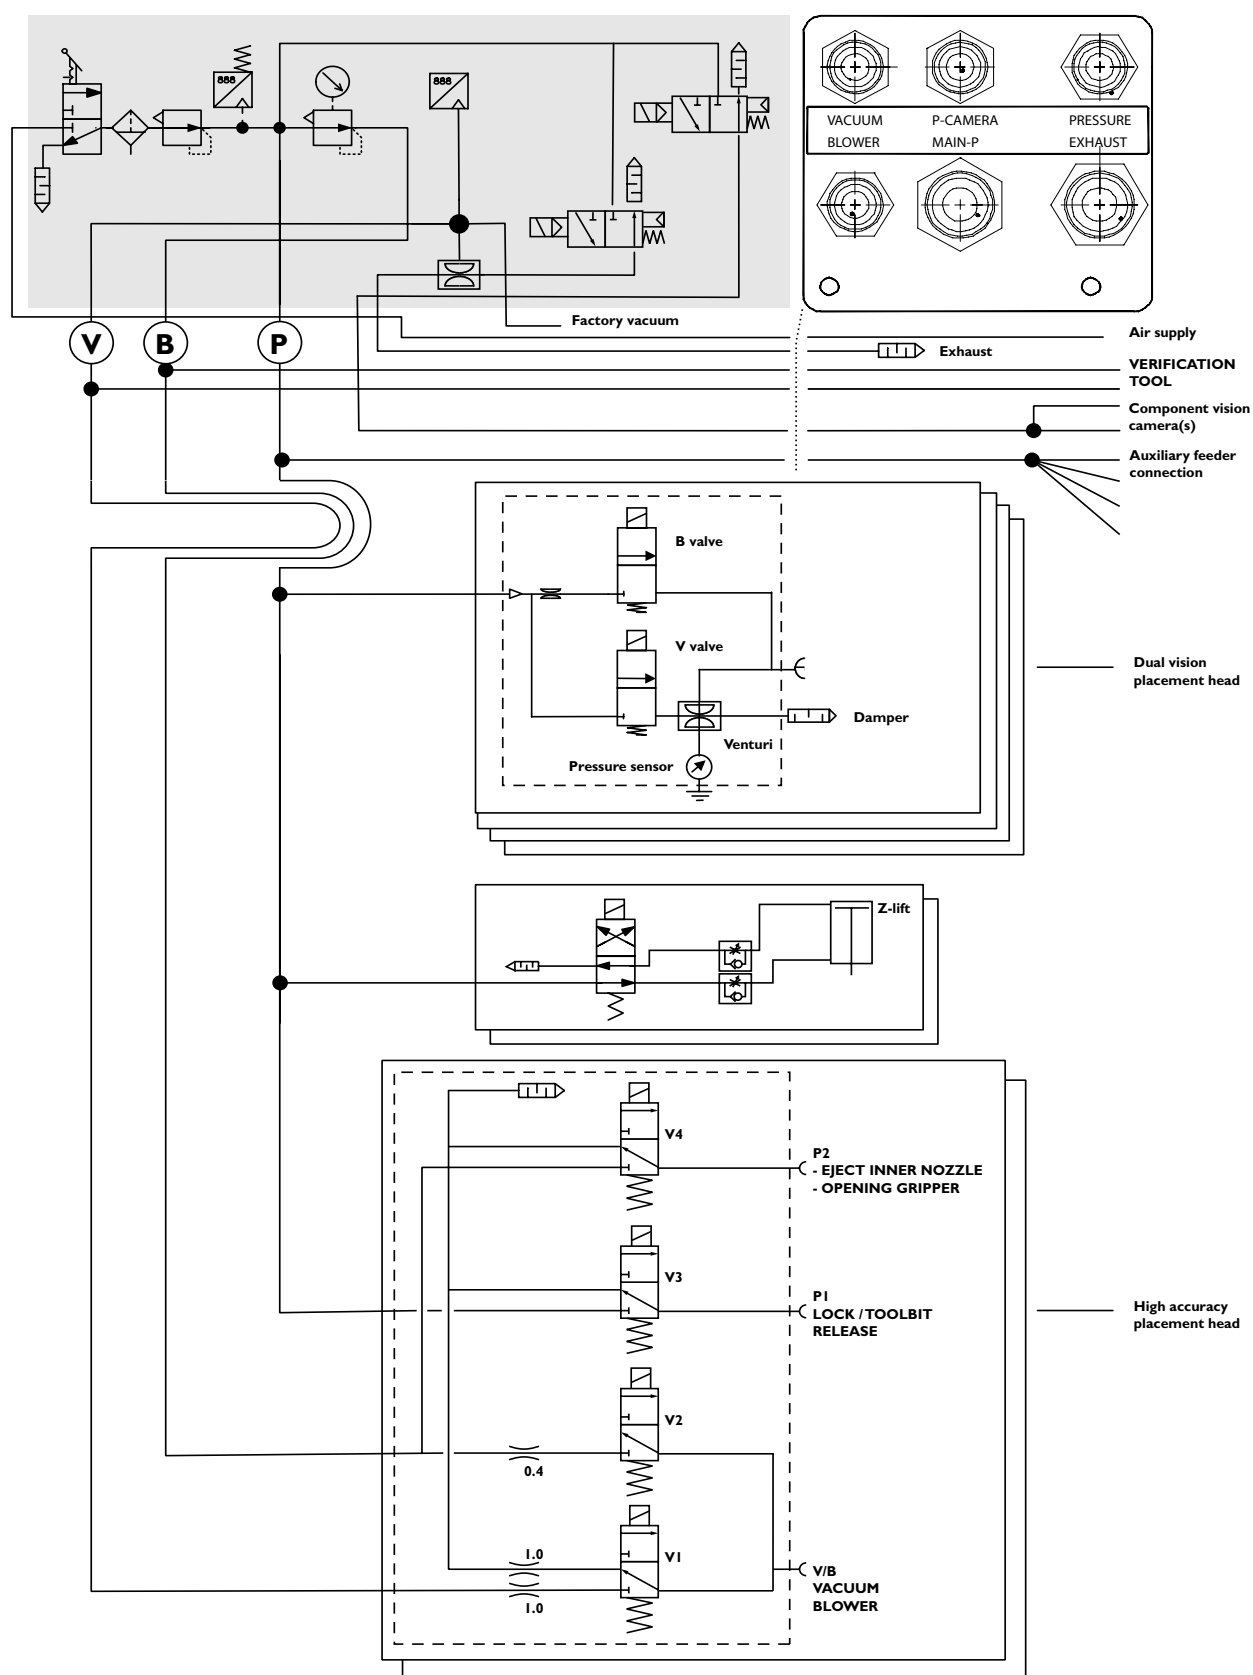 888
888
VACUUM P-CAMERA PRESSURE
BLOWER MAIN-P EXHAUST
V
B
P
Factory vacuum
Air supply
Exhaust
VERIFICATION
TOOL
Component vision
camera(s)
Auxiliary feeder
connection
B valve
V valve
Dual vision
placement head
Damper
Venturi
Pressure sensor
Z-lift
V4
P2
- EJECT INNER NOZZLE
- OPENING GRIPPER
V3
P1
LOCK / TOOLBIT
RELEASE
High accuracy
placement head
V2
0.4
1.0
V1
V/B
VACUUM
BLOWER
1.0